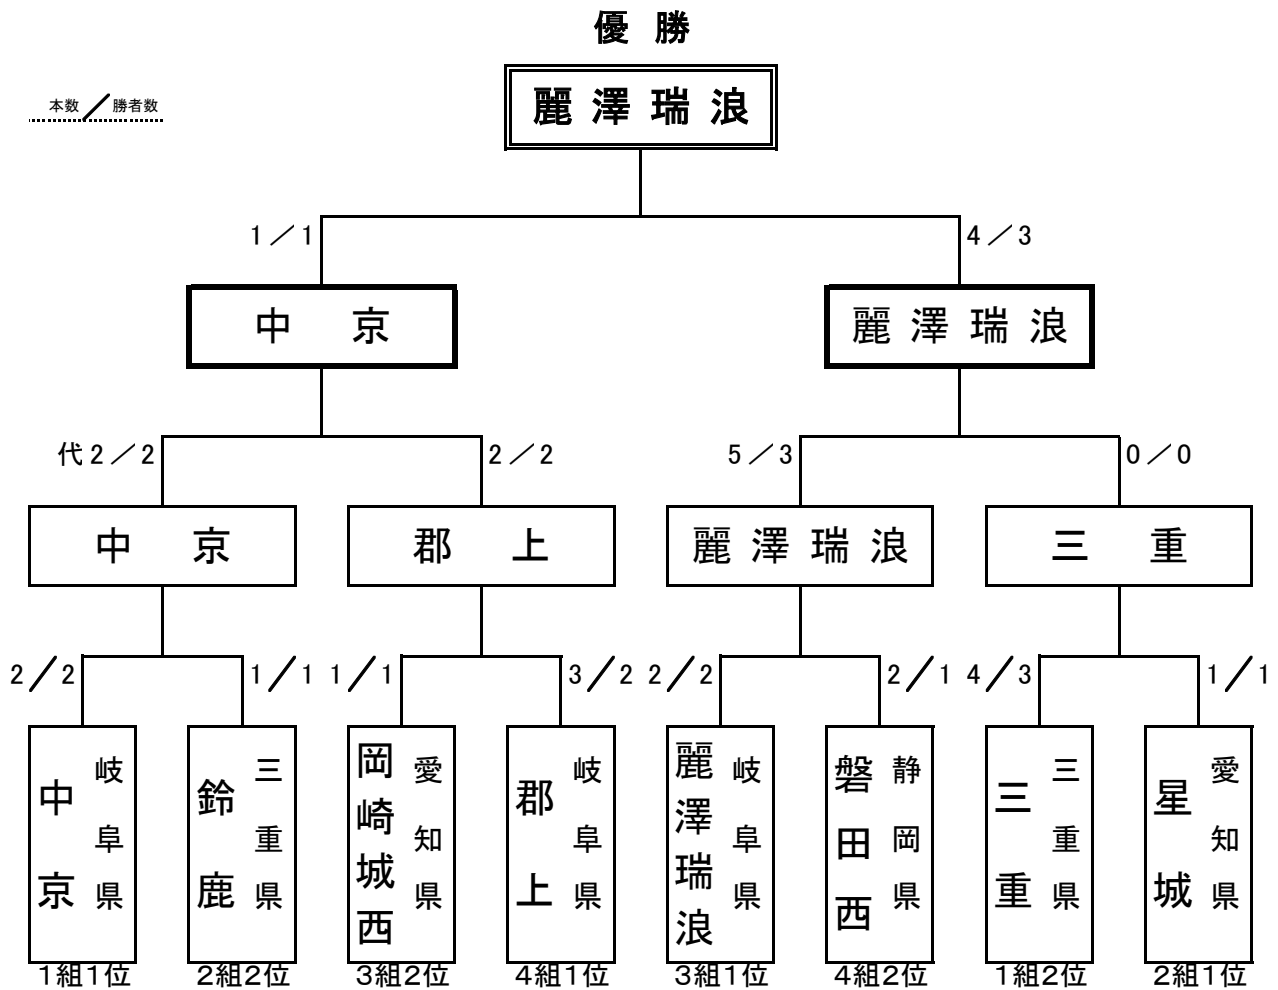 優勝
麗澤瑞浪
本数／勝者数
1／1
4／3
中京
麗澤瑞浪
代2／2
2／2
5／3
0／0
中京
郡上
麗澤瑞浪
三重
2／2
1／1
1／1
3／2
2／2
2／1
4／3
1／1
中京
岐阜県
鈴鹿
三重県
岡崎城西
愛知県
郡上
岐阜県
麗澤瑞浪
岐阜県
磐田西
静岡県
三重
三重県
星城
愛知県
1組1位
2組2位
3組2位
4組1位
3組1位
4組2位
1組2位
2組1位